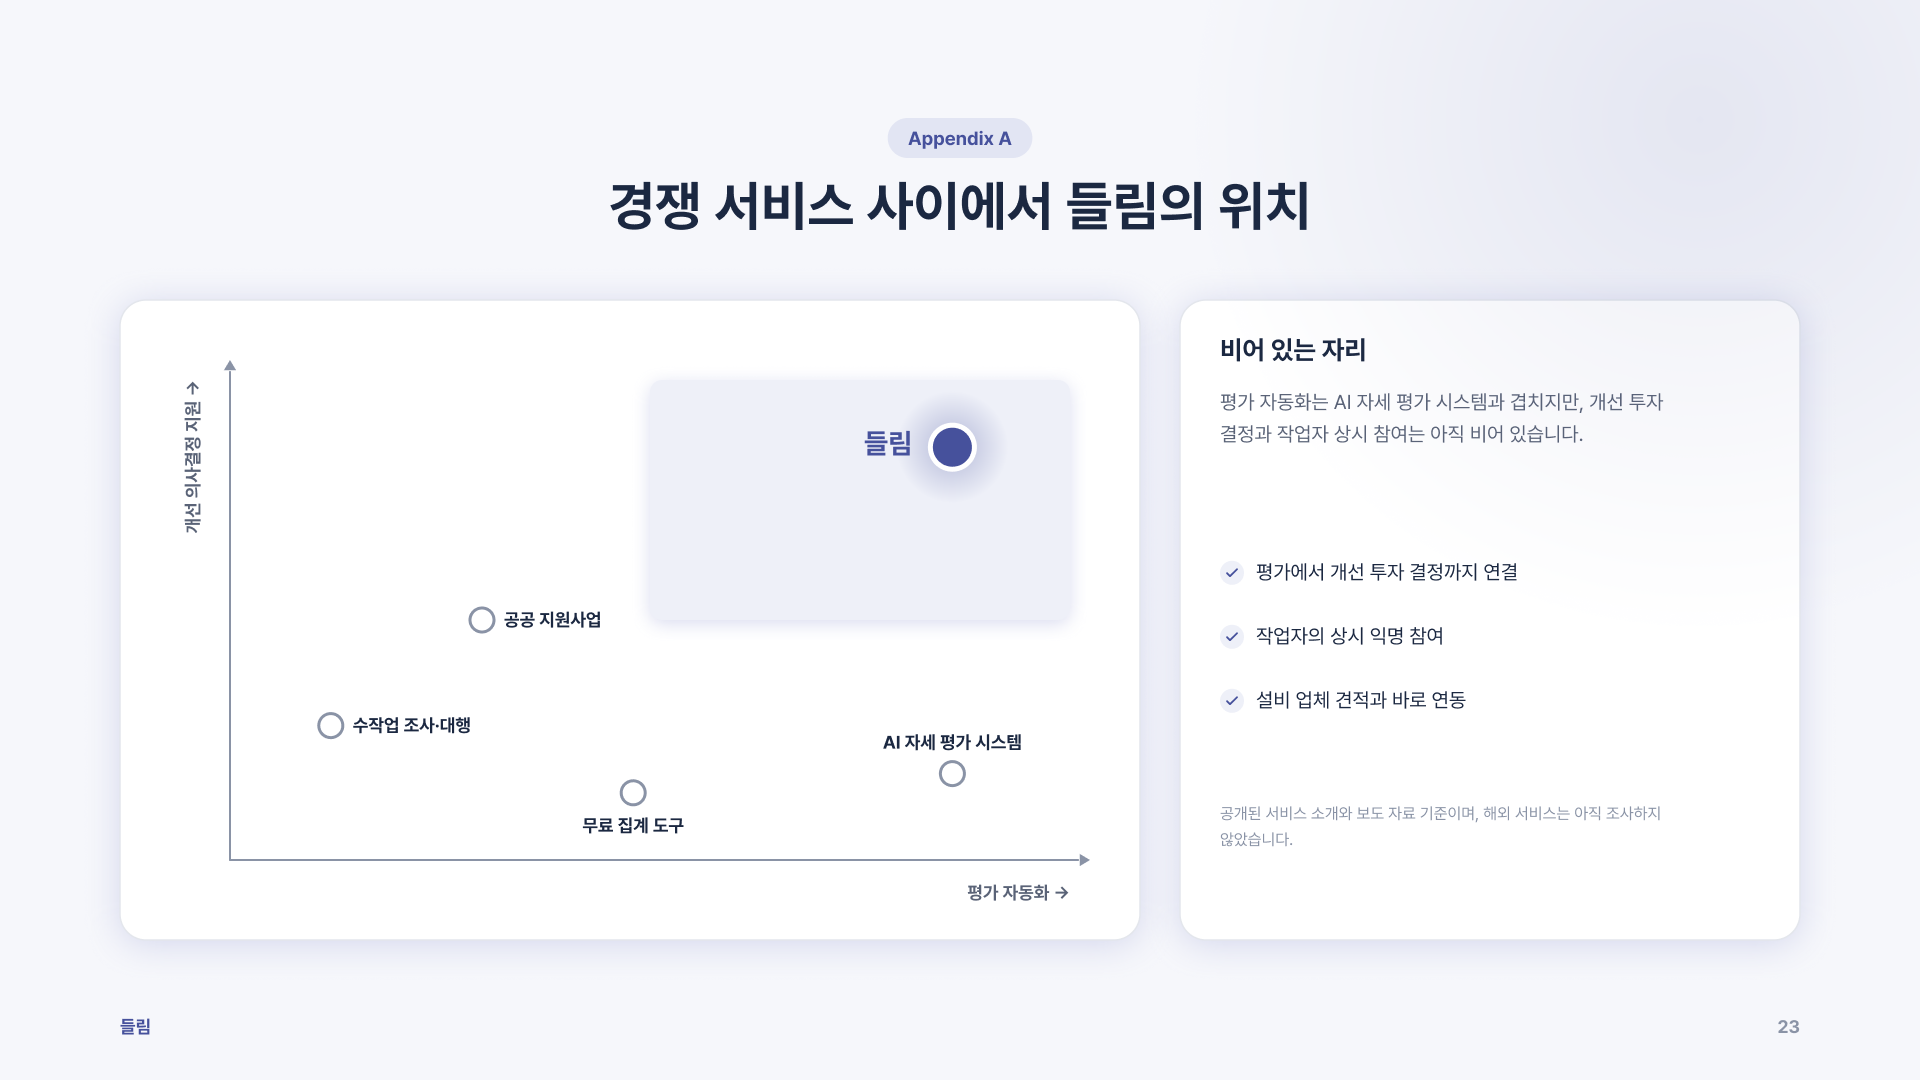 Appendix A
경쟁 서비스 사이에서 들림의 위치
개선 의사결정 지원 →
들림
공공 지원사업
수작업 조사·대행
AI 자세 평가 시스템
무료 집계 도구
평가 자동화 →
비어 있는 자리
평가 자동화는 AI 자세 평가 시스템과 겹치지만, 개선 투자
결정과 작업자 상시 참여는 아직 비어 있습니다.
평가에서 개선 투자 결정까지 연결
작업자의 상시 익명 참여
설비 업체 견적과 바로 연동
공개된 서비스 소개와 보도 자료 기준이며, 해외 서비스는 아직 조사하지
않았습니다.
들림
23